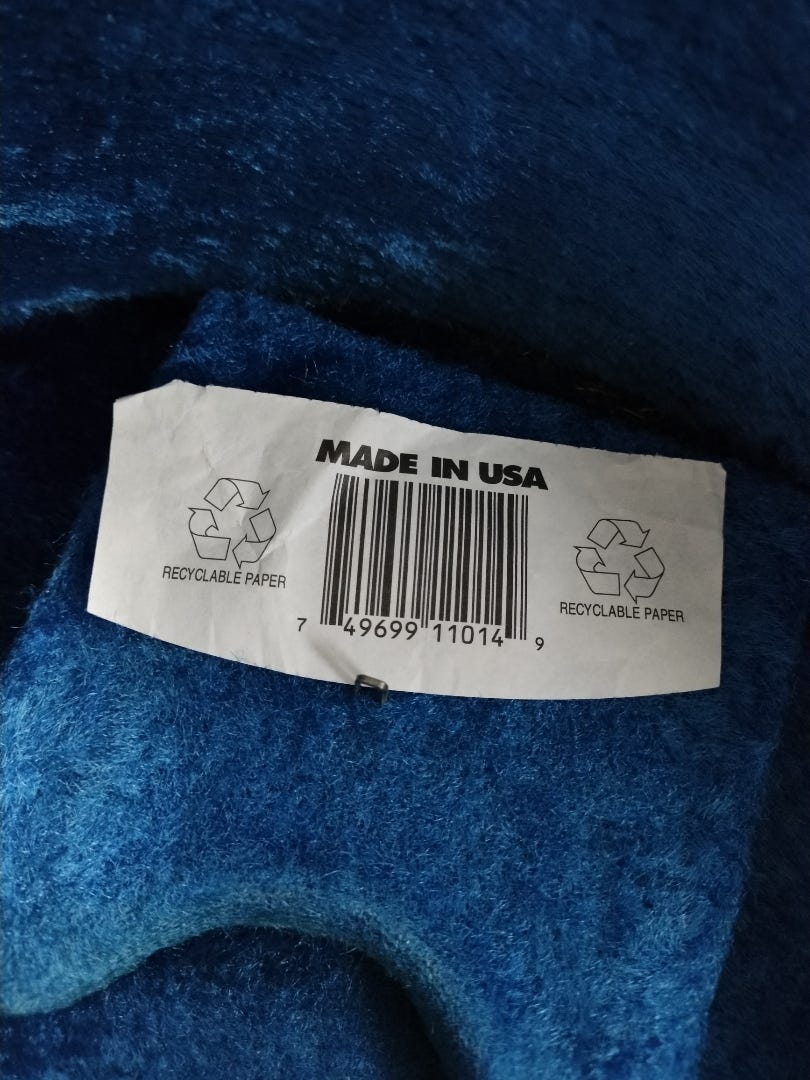 MADE IN USA
RECYCLABLE PAPER
RECYCLABLE PAPER
7 49699 11014 9